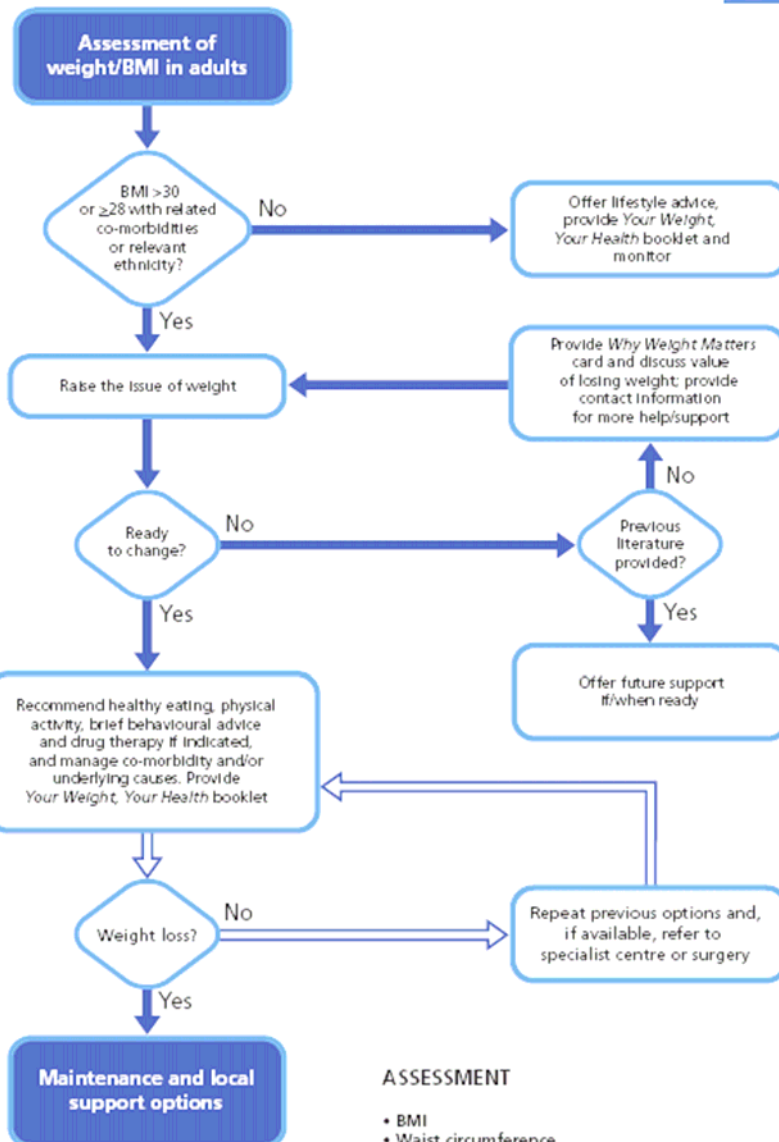 Assessment of
weight/BMI in adults
BMI >30
or ≥28 with related
co-morbidities
or relevant
ethnicity?
No
Offer lifestyle advice,
provide Your Weight,
Your Health booklet and
monitor
Yes
Raise the issue of weight
Provide Why Weight Matters
card and discuss value
of losing weight; provide
contact information
for more help/support
No
Ready
to change?
No
Previous
literature
provided?
Yes
Yes
Recommend healthy eating, physical
activity, brief behavioural advice
and drug therapy if indicated,
and manage co-morbidity and/or
underlying causes. Provide
Your Weight, Your Health booklet
Offer future support
if/when ready
Weight loss?
No
Repeat previous options and,
if available, refer to
specialist centre or surgery
Yes
Maintenance and local
support options
ASSESSMENT
• BMI
• Waist circumference